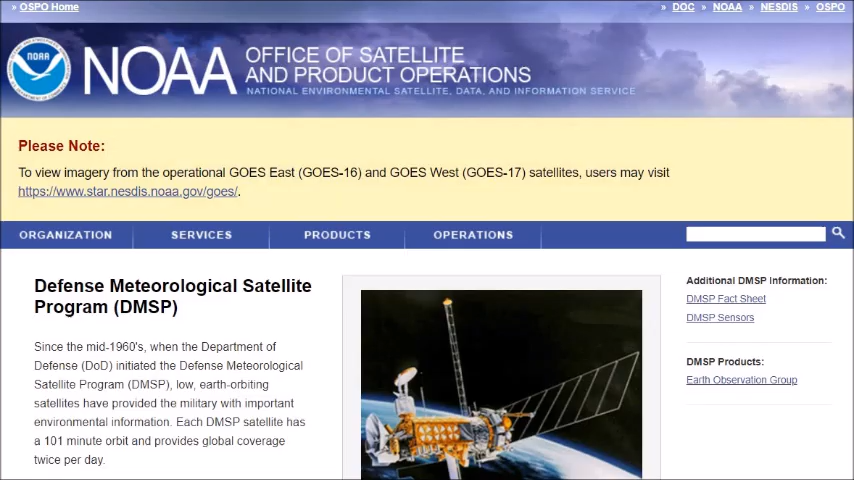 » OSPO Home
» DOC » NOAA » NESDIS » OSPO
NOAA
NOAA
OFFICE OF SATELLITE
AND PRODUCT OPERATIONS
NATIONAL ENVIRONMENTAL SATELLITE, DATA, AND INFORMATION SERVICE
Please Note:
To view imagery from the operational GOES East (GOES-16) and GOES West (GOES-17) satellites, users may visit
https://www.star.nesdis.noaa.gov/goes/.
ORGANIZATION SERVICES PRODUCTS OPERATIONS
Defense Meteorological Satellite
Program (DMSP)
Since the mid-1960's, when the Department of
Defense (DoD) initiated the Defense Meteorological
Satellite Program (DMSP), low, earth-orbiting
satellites have provided the military with important
environmental information. Each DMSP satellite has
a 101 minute orbit and provides global coverage
twice per day.
Additional DMSP Information:
DMSP Fact Sheet
DMSP Sensors
DMSP Products:
Earth Observation Group